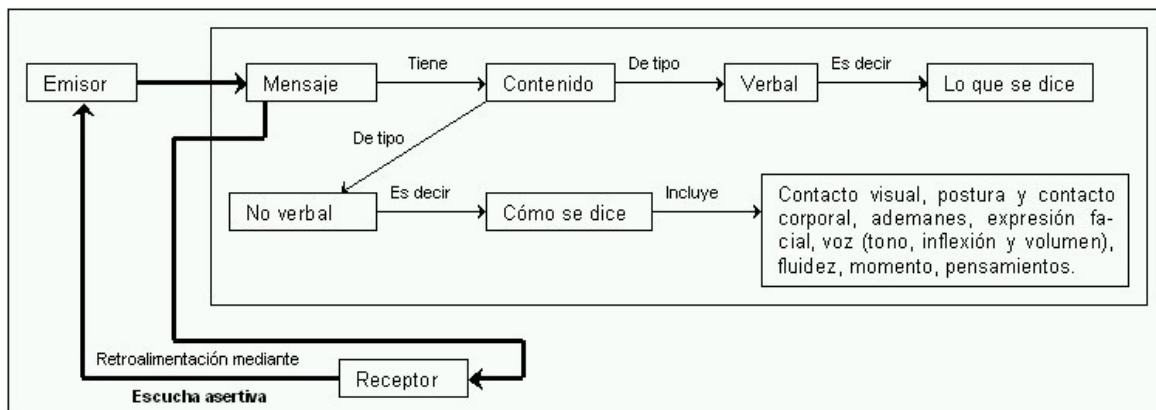 Emisor
Mensaje
Tiene
Contenido
De tipo
Verbal
Es decir
Lo que se dice
De tipo
No verbal
Es decir
Cómo se dice
Incluye
Contacto visual, postura y contacto
corporal, ademanes, expresión fa-
cial, voz (tono, inflexión y volumen),
fluidez, momento, pensamientos.
Retroalimentación mediante
Escucha asertiva
Receptor